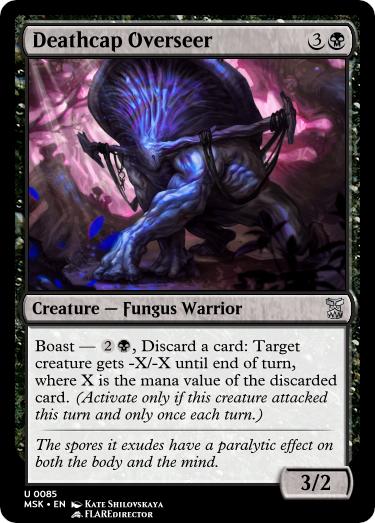 Deathcap Overseer 3
Creature — Fungus Warrior
Boast — 2, Discard a card: Target
creature gets -X/-X until end of turn,
where X is the mana value of the discarded
card. (Activate only if this creature attacked
this turn and only once each turn.)
The spores it exudes have a paralytic effect on
both the body and the mind.
3/2
U 0085
MSK • EN KATE SHILOVSKAYA
FLAREDIRECTOR